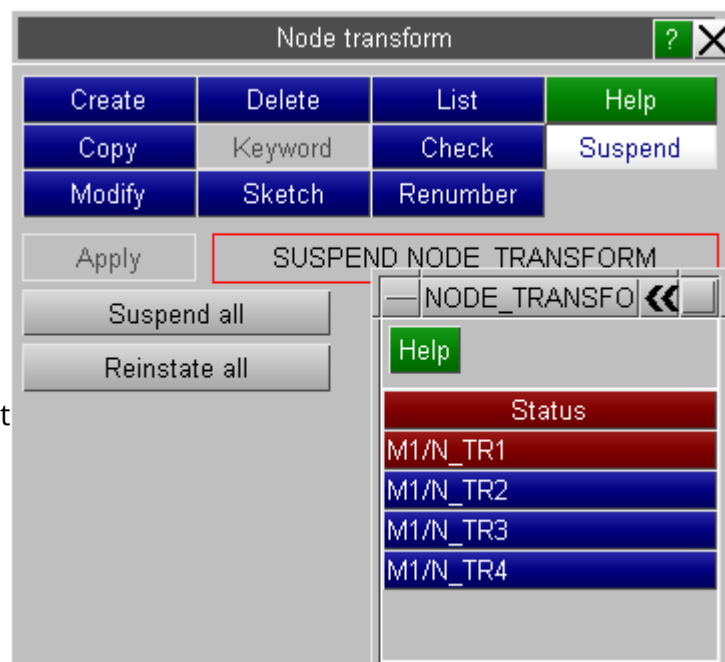 Node transform ? X
Create Delete List Help
Copy Keyword Check Suspend
Modify Sketch Renumber
Apply SUSPEND NODE_TRANSFORM
Suspend all
Reinstate all
t
NODE_TRANSFO
Help
Status
M1/N_TR1
M1/N_TR2
M1/N_TR3
M1/N_TR4